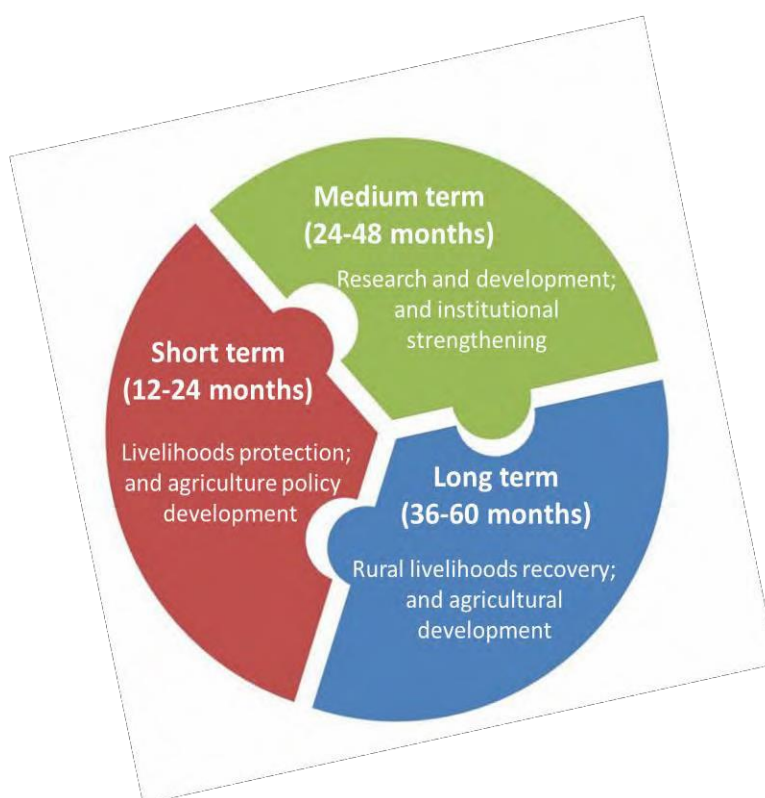 Medium term
(24-48 months)
Research and development;
and institutional
strengthening
Short term
(12-24 months)
Livelihoods protection;
and agriculture policy
development
Long term
(36-60 months)
Rural livelihoods recovery;
and agricultural
development